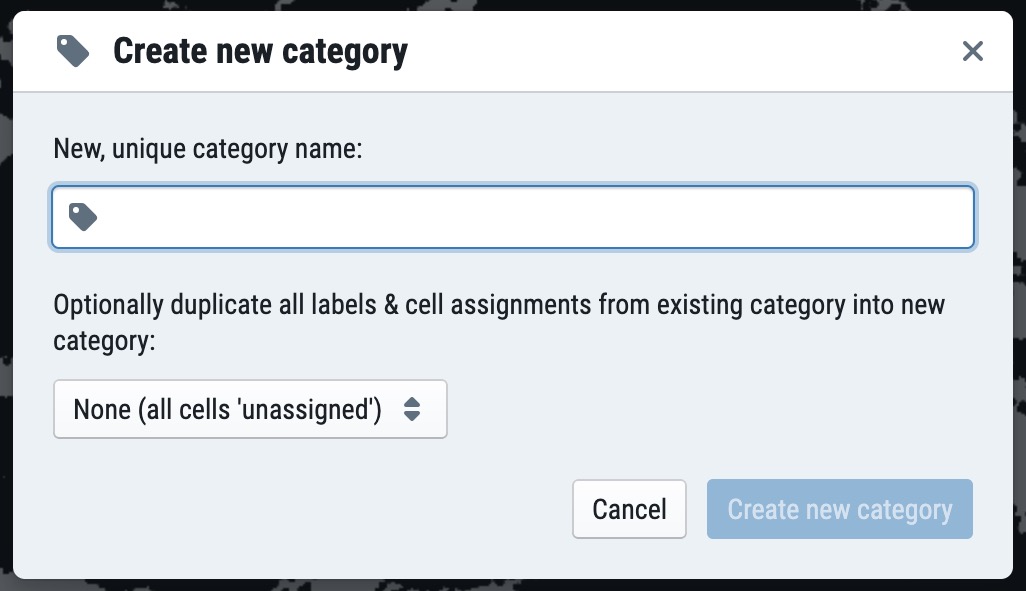 Create new category
New, unique category name:
Optionally duplicate all labels & cell assignments from existing category into new
category:
None (all cells 'unassigned')
Cancel
Create new category